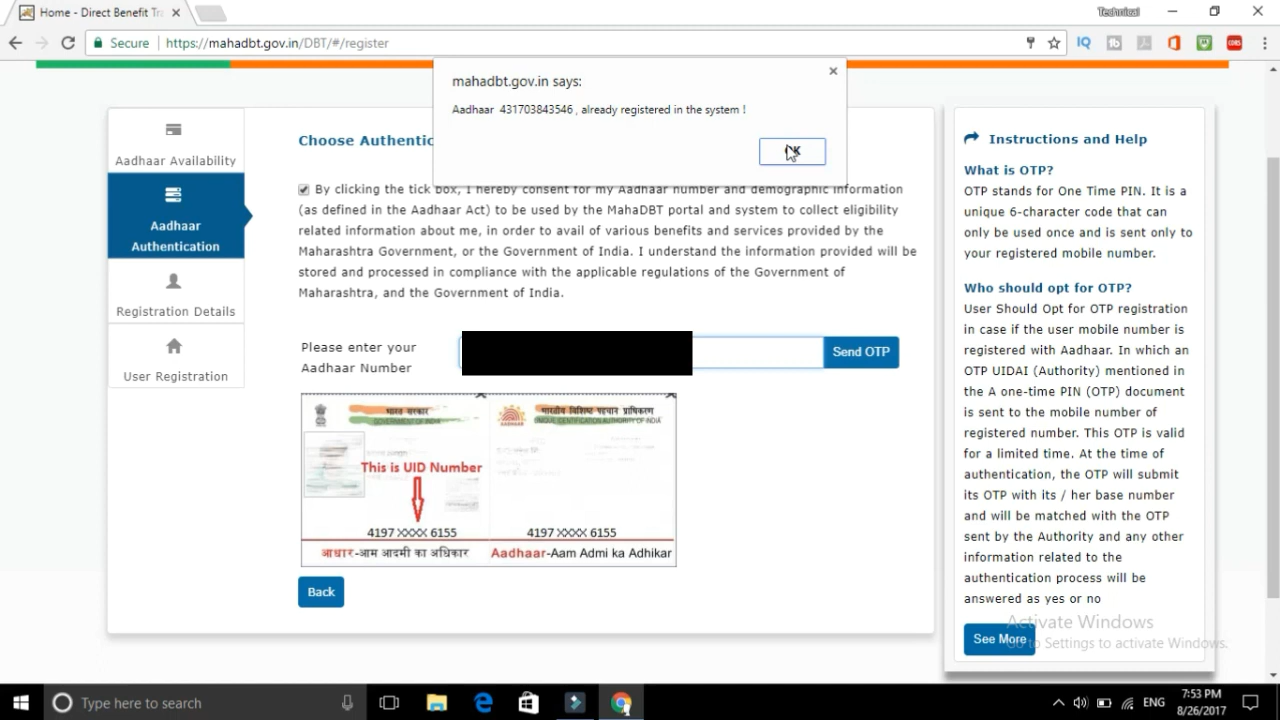 Home - Direct Benefit Tra
Technical
Secure
https://mahadbt.gov.in/DBT/#/register
IQ
fb
CORS
mahadbt.gov.in says:
Aadhaar 431703843546 , already registered in the system !
OK
Aadhaar Availability
Aadhaar
Authentication
Registration Details
User Registration
Choose Authentic
By clicking the tick box, I hereby consent for my Aadhaar number and demographic information
(as defined in the Aadhaar Act) to be used by the MahaDBT portal and system to collect eligibility
related information about me, in order to avail of various benefits and services provided by the
Maharashtra Government, or the Government of India. I understand the information provided will be
stored and processed in compliance with the applicable regulations of the Government of
Maharashtra, and the Government of India.
Please enter your
Aadhaar Number
Send OTP
भारत सरकार
GOVERNMENT OF INDIA
भारतीय विशिष्ट पहचान प्राधिकरण
UNIQUE IDENTIFICATION AUTHORITY OF INDIA
AADHAAR
This is UID Number
4197 XXXX 6155
4197 XXXX 6155
आधार-आम आदमी का अधिकार
Aadhaar-Aam Admi ka Adhikar
Back
Instructions and Help
What is OTP?
OTP stands for One Time PIN. It is a
unique 6-character code that can
only be used once and is sent only to
your registered mobile number.
Who should opt for OTP?
User Should Opt for OTP registration
in case if the user mobile number is
registered with Aadhaar. In which an
OTP UIDAI (Authority) mentioned in
the A one-time PIN (OTP) document
is sent to the mobile number of
registered number. This OTP is valid
for a limited time. At the time of
authentication, the OTP will submit
its OTP with its / her base number
and will be matched with the OTP
sent by the Authority and any other
information related to the
authentication process will be
answered as yes or no
See More
Activate Windows
Go to Settings to activate Windows.
Type here to search
ENG
7:53 PM
8/26/2017